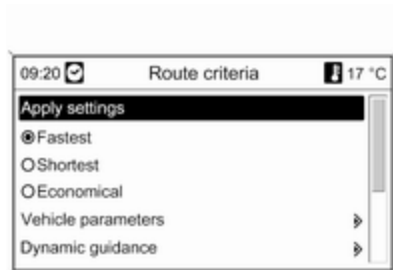 09:20 Route criteria 17 °C
Apply settings
Fastest
Shortest
Economical
Vehicle parameters
Dynamic guidance